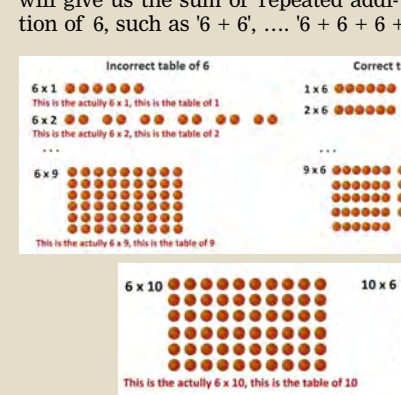 will give us the sum of repeated addi-
tion of 6, such as '6 + 6', .... '6 + 6 + 6 +
Incorrect table of 6
6 x 1
This is the actully 6 x 1, this is the table of 1
6 x 2
This is the actully 6 x 2, this is the table of 2
...
6 x 9
This is the actully 6 x 9, this is the table of 9
Correct t
1 x 6
2 x 6
...
9 x 6
6 x 10
This is the actully 6 x 10, this is the table of 10
10 x 6